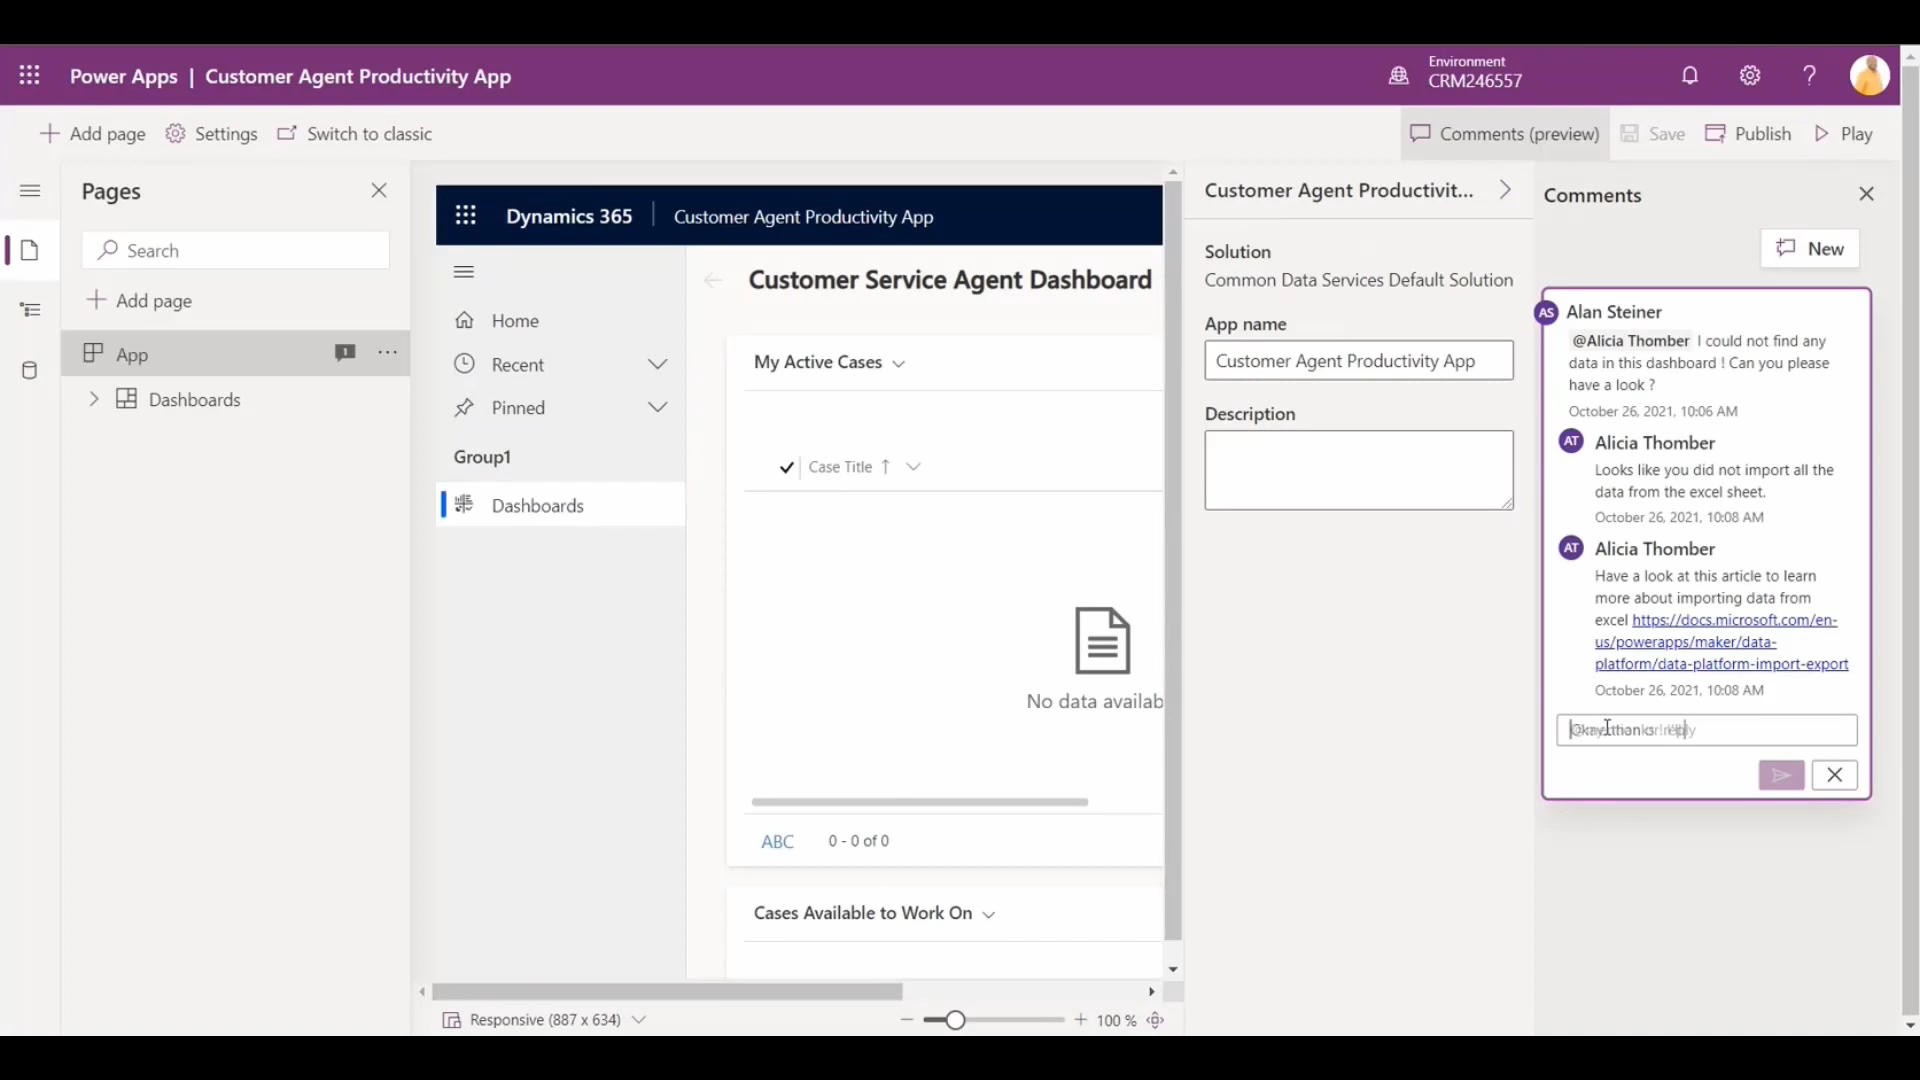 Power Apps | Customer Agent Productivity App
Environment
CRM246557
Add page
Settings
Switch to classic
Comments (preview)
Save
Publish
Play
Pages
Search
Add page
App
Dashboards
Dynamics 365
Customer Agent Productivity App
Home
Recent
Pinned
Group1
Dashboards
Customer Service Agent Dashboard
My Active Cases
Case Title
No data availab
ABC
0 - 0 of 0
Cases Available to Work On
Responsive (887 x 634)
100 %
Customer Agent Productivit...
Solution
Common Data Services Default Solution
App name
Customer Agent Productivity App
Description
Comments
New
AS
Alan Steiner
@Alicia Thomber I could not find any
data in this dashboard ! Can you please
have a look ?
October 26, 2021, 10:06 AM
AT
Alicia Thomber
Looks like you did not import all the
data from the excel sheet.
October 26, 2021, 10:08 AM
AT
Alicia Thomber
Have a look at this article to learn
more about importing data from
excel https://docs.microsoft.com/en-
us/powerapps/maker/data-
platform/data-platform-import-export
October 26, 2021, 10:08 AM